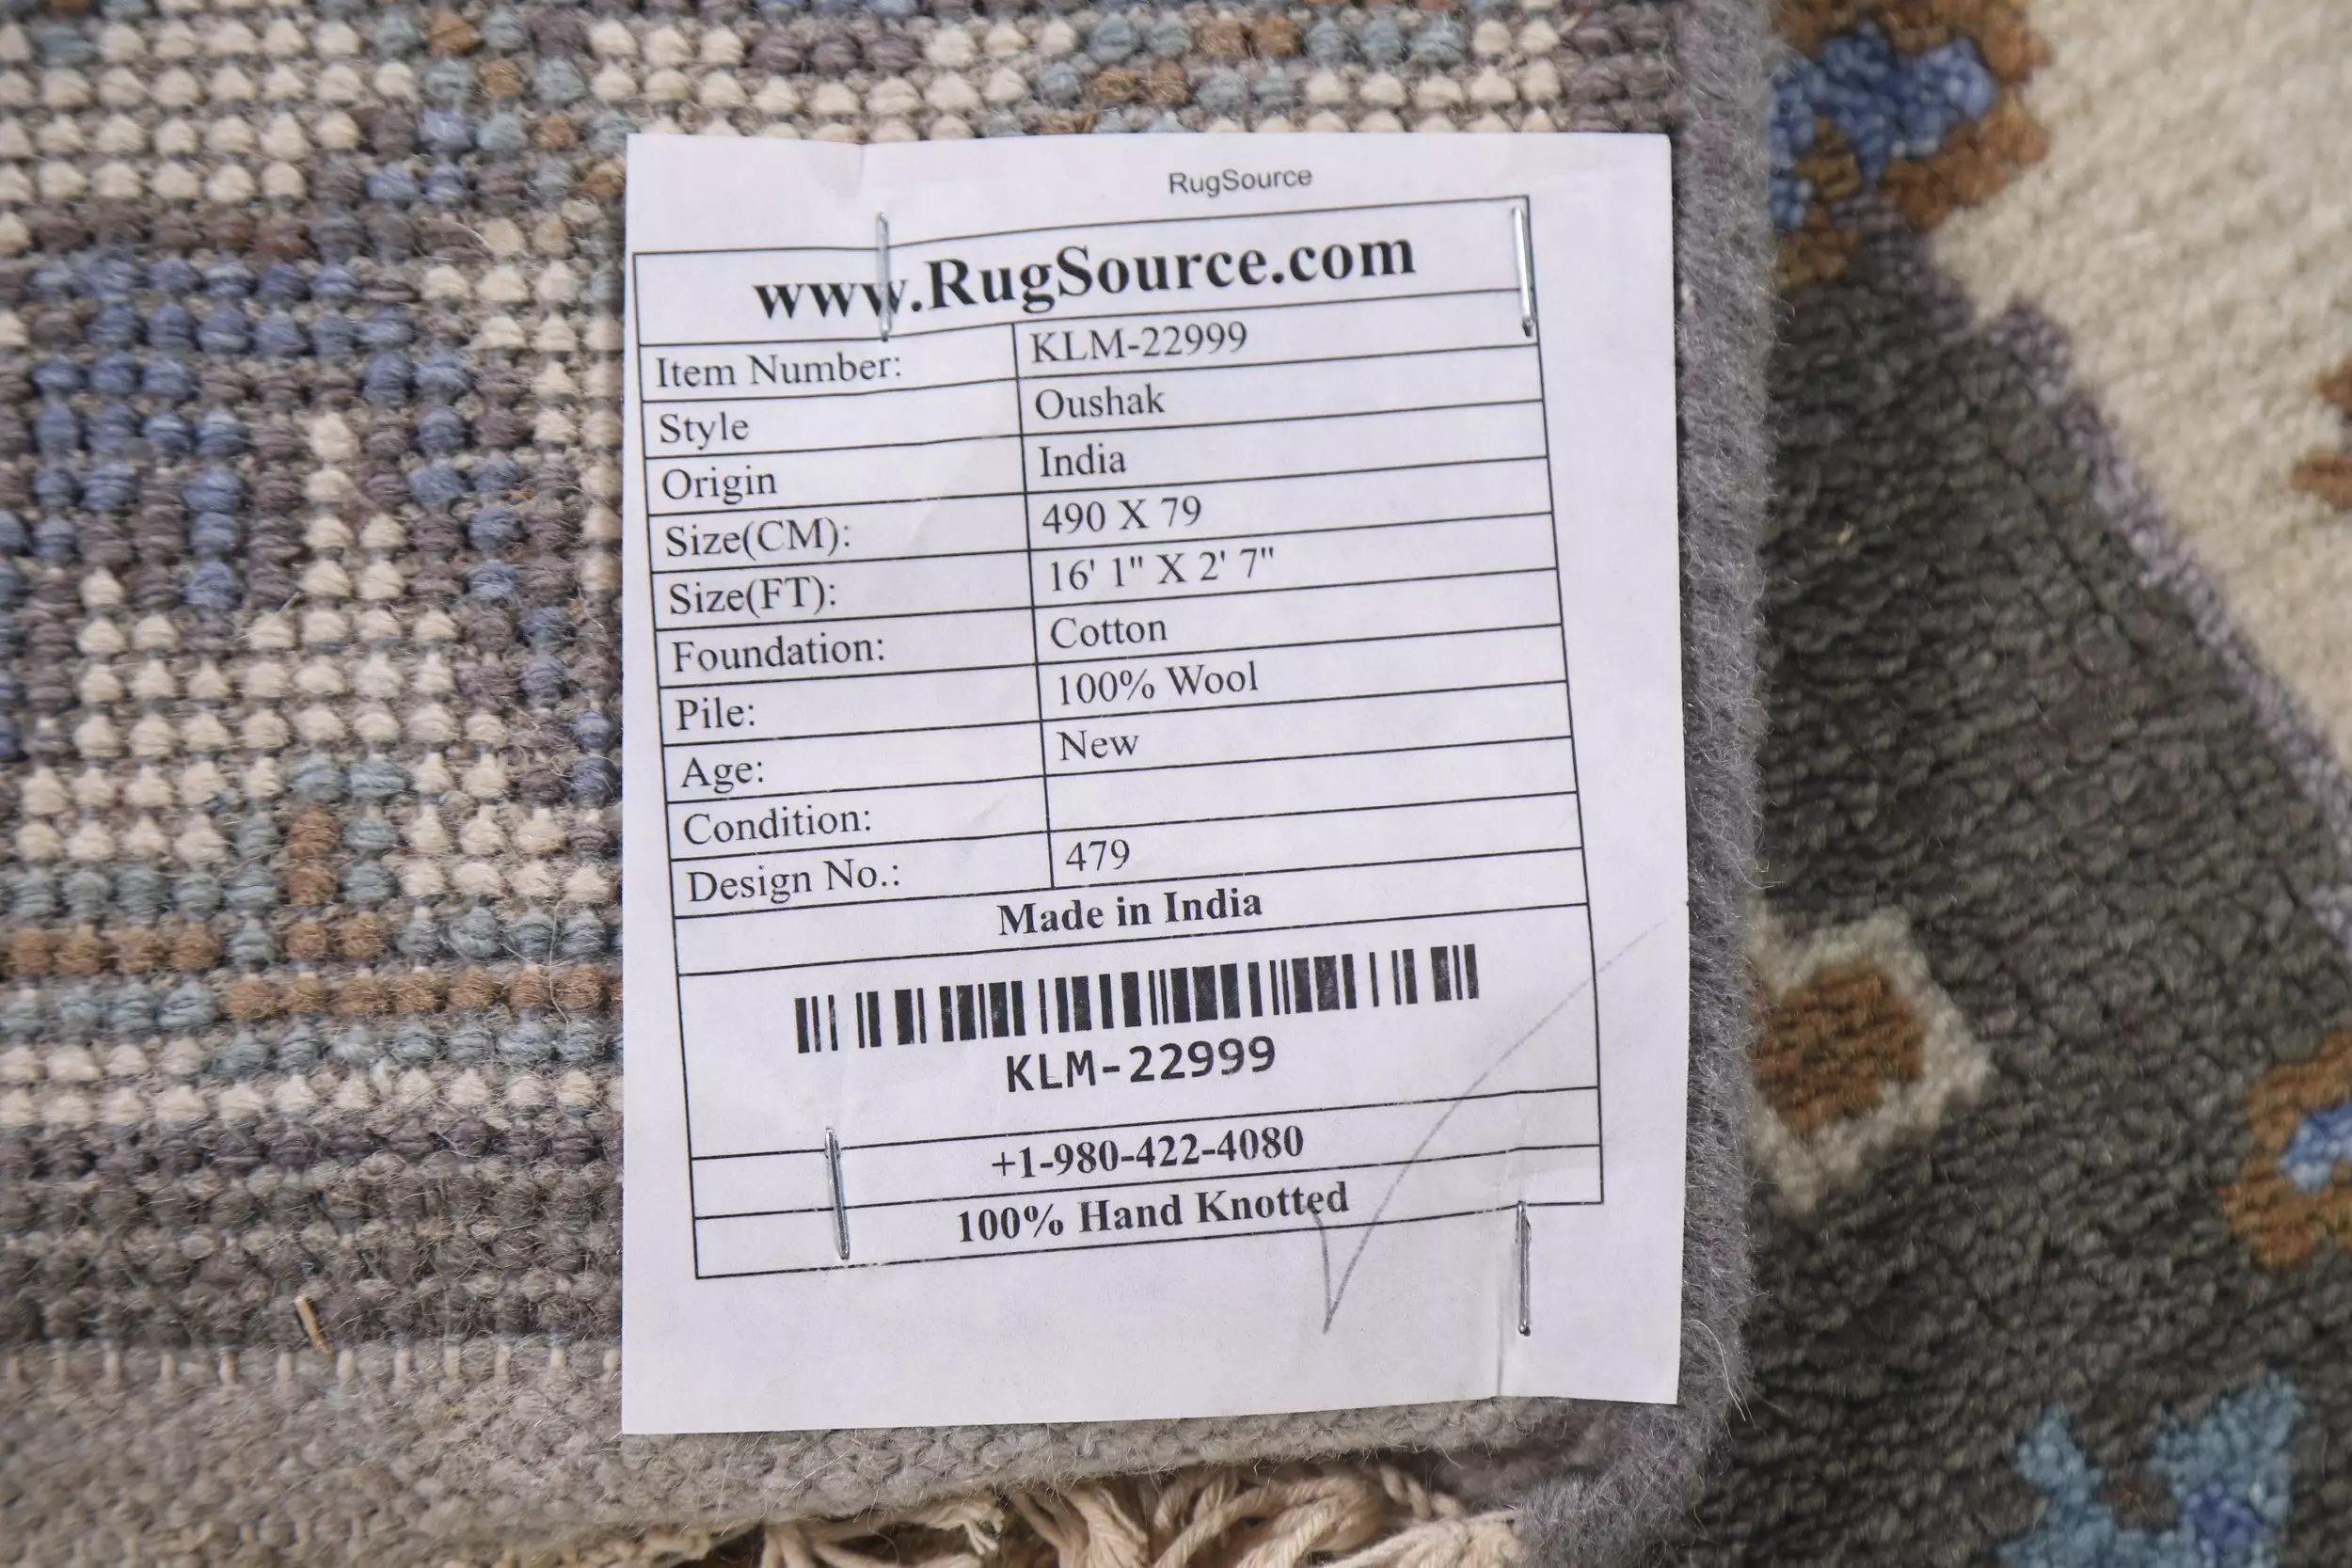 RugSource
www.RugSource.com
Item Number: KLM-22999
Style Oushak
Origin India
Size(CM): 490 X 79
Size(FT): 16' 1" X 2' 7"
Foundation: Cotton
Pile: 100% Wool
Age: New
Condition:
Design No.: 479
Made in India
KLM-22999
+1-980-422-4080
100% Hand Knotted